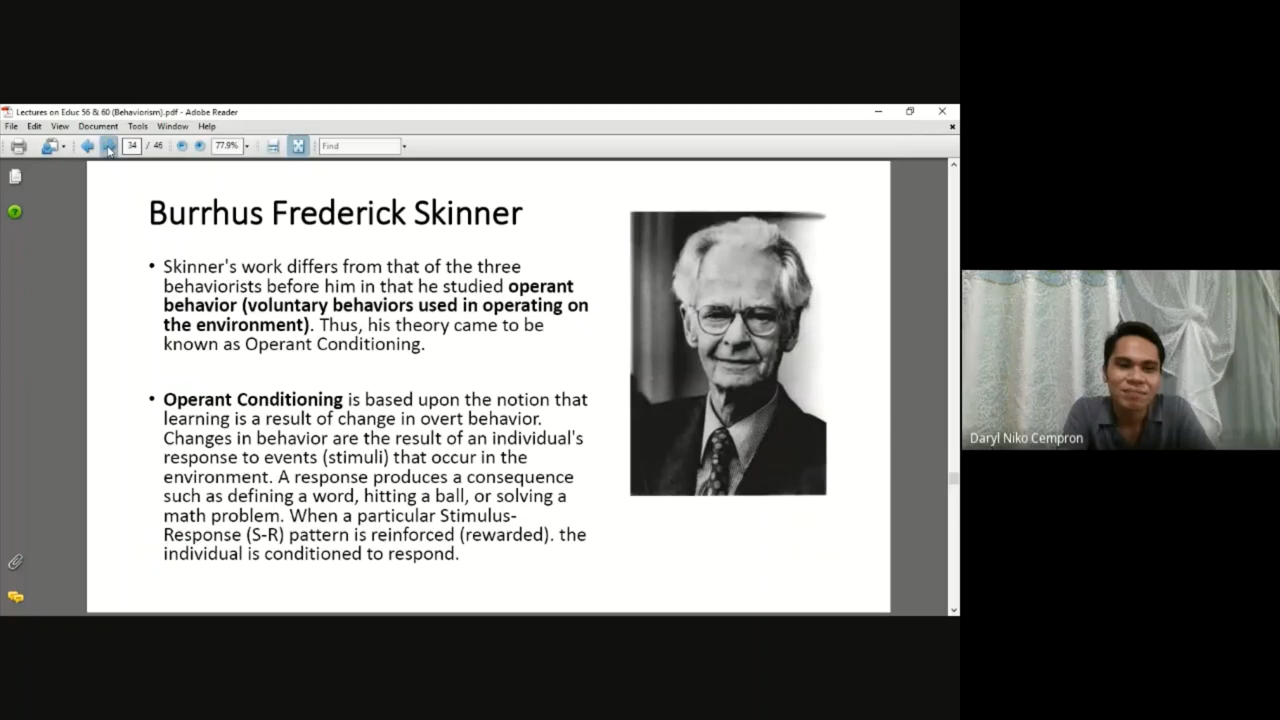 Lectures on Educ 56 & 60 (Behaviorism).pdf - Adobe Reader
File Edit View Document Tools Window Help
34 / 46 77.9% Find
Burrhus Frederick Skinner
• Skinner's work differs from that of the three
behaviorists before him in that he studied operant
behavior (voluntary behaviors used in operating on
the environment). Thus, his theory came to be
known as Operant Conditioning.
• Operant Conditioning is based upon the notion that
learning is a result of change in overt behavior.
Changes in behavior are the result of an individual's
response to events (stimuli) that occur in the
environment. A response produces a consequence
such as defining a word, hitting a ball, or solving a
math problem. When a particular Stimulus-
Response (S-R) pattern is reinforced (rewarded). the
individual is conditioned to respond.
Daryl Niko Cempron